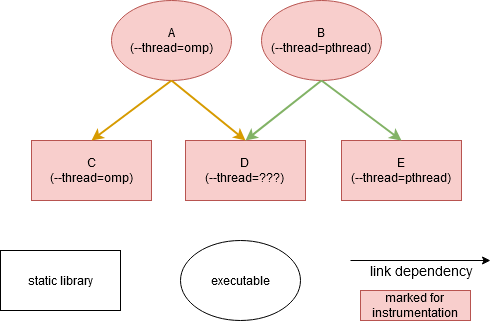 A
(--thread=omp)
B
(--thread=pthread)
C
(--thread=omp)
D
(--thread=???)
E
(--thread=pthread)
static library
executable
link dependency
marked for
instrumentation